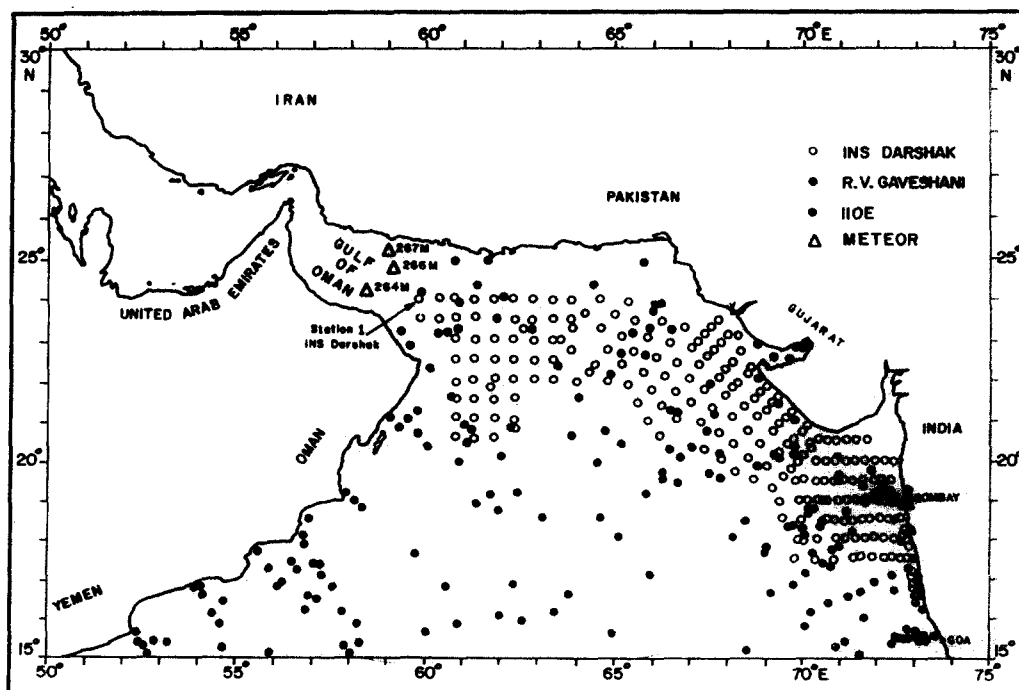 50° 55° 60° 65° 70°E 75°
30° N
30° N
IRAN
INS DARSHAK
R.V. GAVESHANI
IIOE
METEOR
PAKISTAN
25°
25°
GULF OF OMAN
267M
266M
264M
UNITED ARAB EMIRATES
Station 1
INS Darshak
GUJARAT
INDIA
OMAN
20°
20°
BOMBAY
YEMEN
GOA
15°
15°
50° 55° 60° 65° 70°E 75°